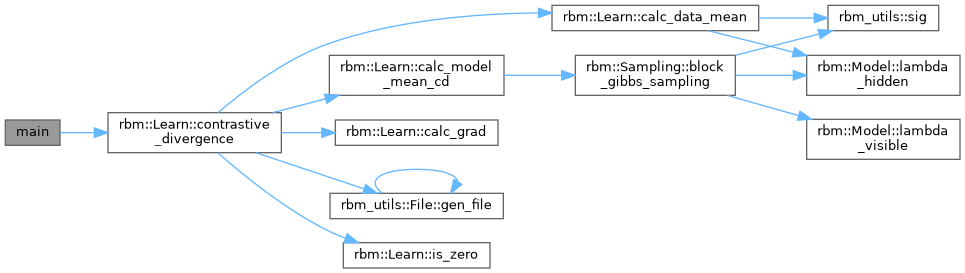 main
rbm::Learn::contrastive
_divergence
rbm::Learn::calc_data_mean
rbm::Learn::calc_model
_mean_cd
rbm::Learn::calc_grad
rbm_utils::File::gen_file
rbm::Learn::is_zero
rbm::Sampling::block
_gibbs_sampling
rbm_utils::sig
rbm::Model::lambda
_hidden
rbm::Model::lambda
_visible